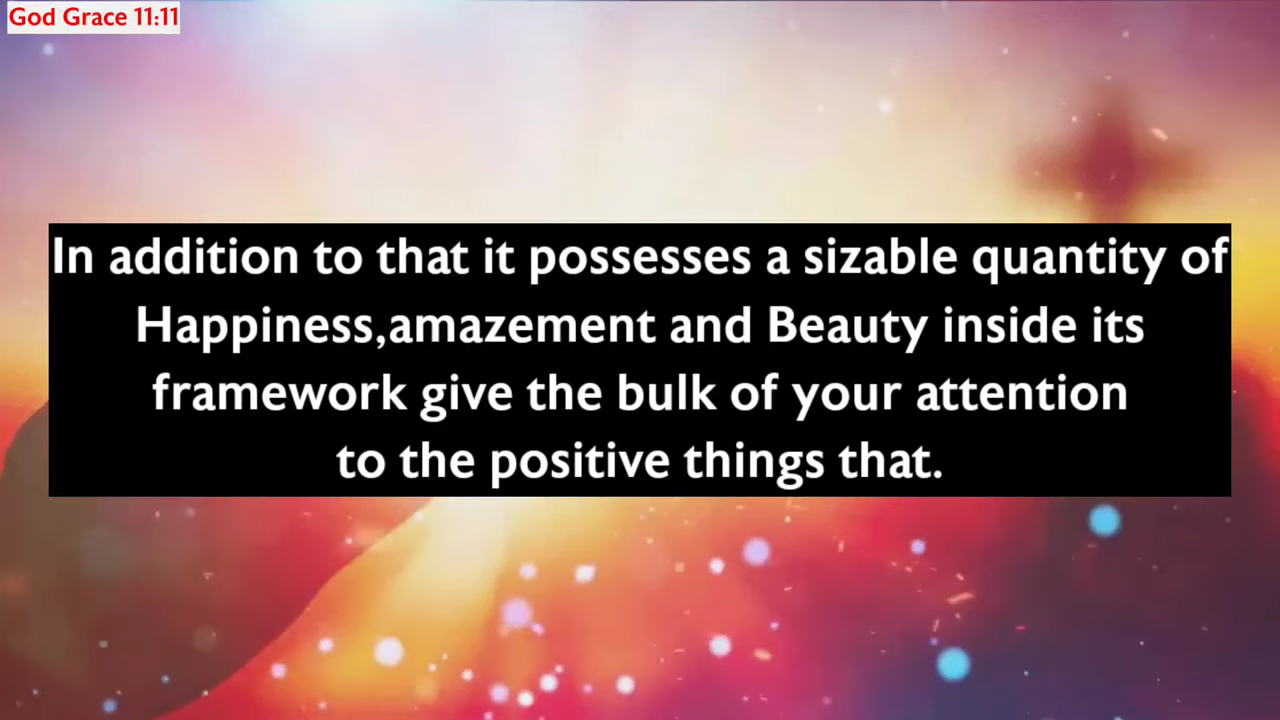 God Grace 11:11
In addition to that it possesses a sizable quantity of
Happiness,amazement and Beauty inside its
framework give the bulk of your attention
to the positive things that.